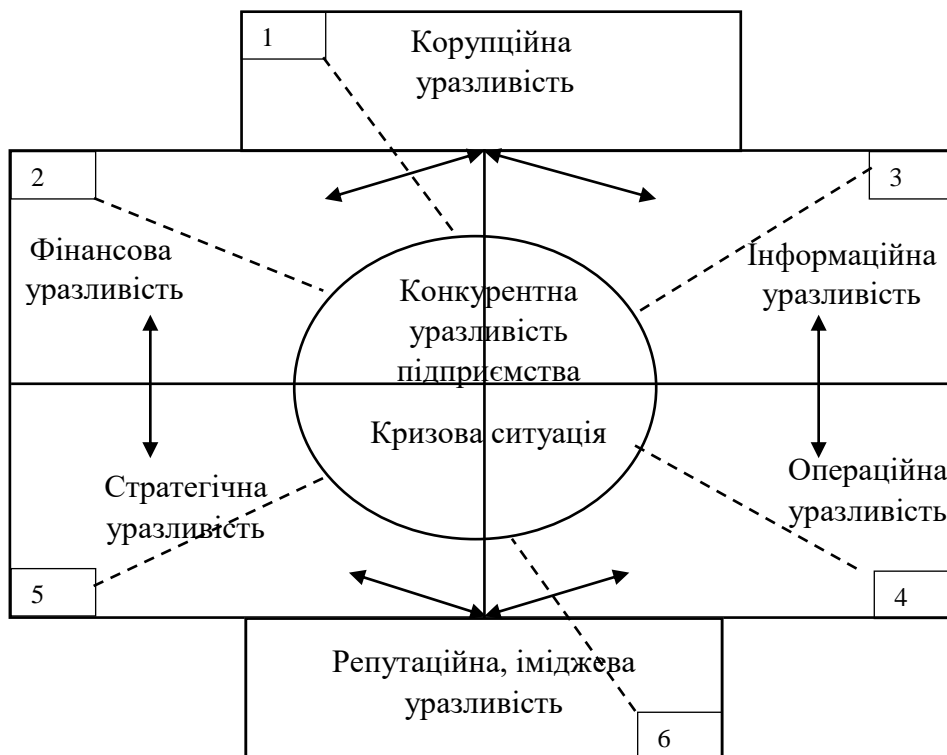 1
Корупційна
уразливість
2
3
Фінансова
уразливість
Інформаційна
уразливість
Конкурентна
уразливість
підприємства
Кризова ситуація
Стратегічна
уразливість
Операційна
уразливість
5
4
Репутаційна, іміджева
уразливість
6